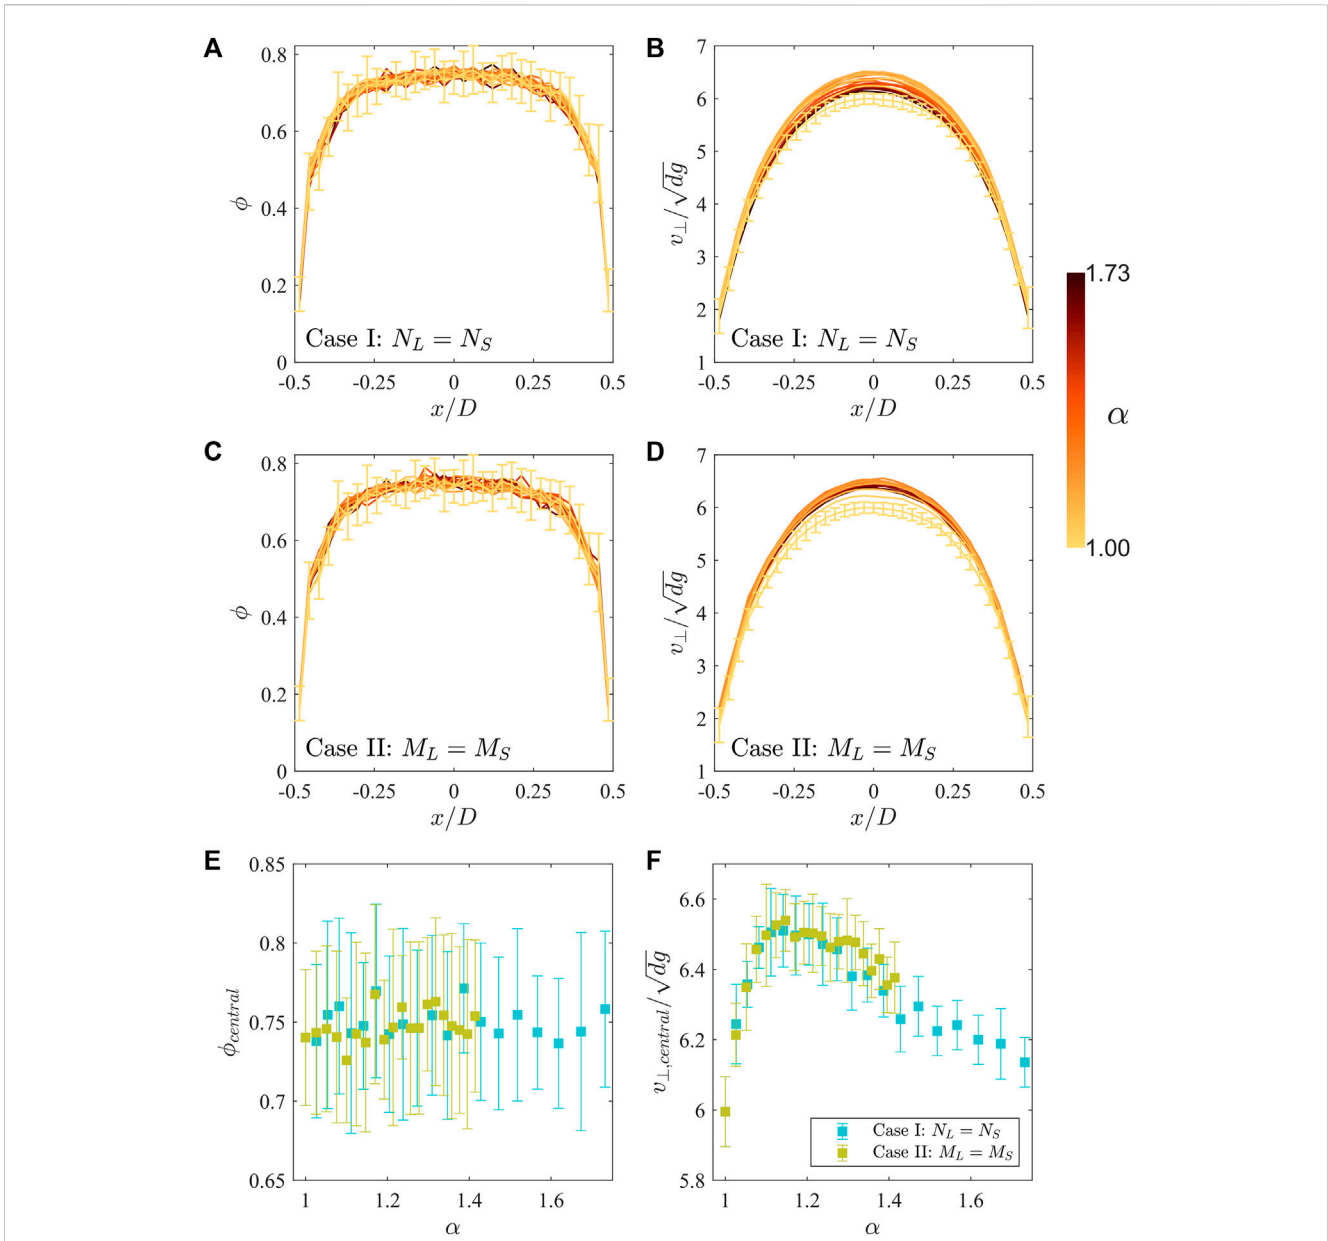 A
0.8
0.6
0.4
0.2
0
ϕ
Case I: N_L = N_S
-0.5 -0.25 0 0.25 0.5
x/D
B
7
6
5
4
3
2
1
v_⊥/√dg
Case I: N_L = N_S
-0.5 -0.25 0 0.25 0.5
x/D
1.73
α
1.00
C
0.8
0.6
0.4
0.2
0
ϕ
Case II: M_L = M_S
-0.5 -0.25 0 0.25 0.5
x/D
D
7
6
5
4
3
2
1
v_⊥/√dg
Case II: M_L = M_S
-0.5 -0.25 0 0.25 0.5
x/D
E
0.85
0.8
0.75
0.7
0.65
ϕ_central
1 1.2 1.4 1.6
α
F
6.6
6.4
6.2
6
5.8
v_⊥,central/√dg
Case I: N_L = N_S
Case II: M_L = M_S
1 1.2 1.4 1.6
α